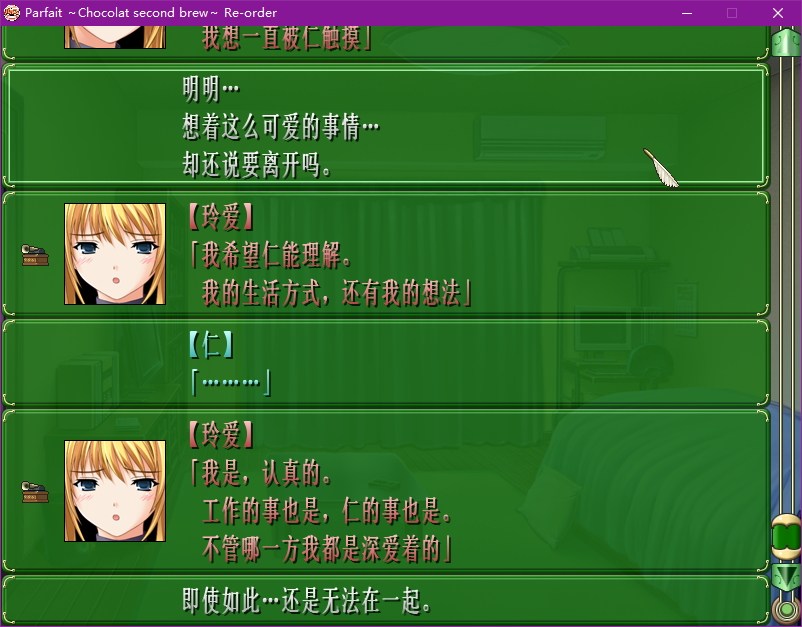 Parfait ~Chocolat second brew~ Re-order
我想一直被仁触摸」
明明…
想着这么可爱的事情…
却还说要离开吗。
【玲爱】
「我希望仁能理解。
我的生活方式，还有我的想法」
【仁】
「………」
【玲爱】
「我是，认真的。
工作的事也是，仁的事也是。
不管哪一方我都是深爱着的」
即使如此…还是无法在一起。